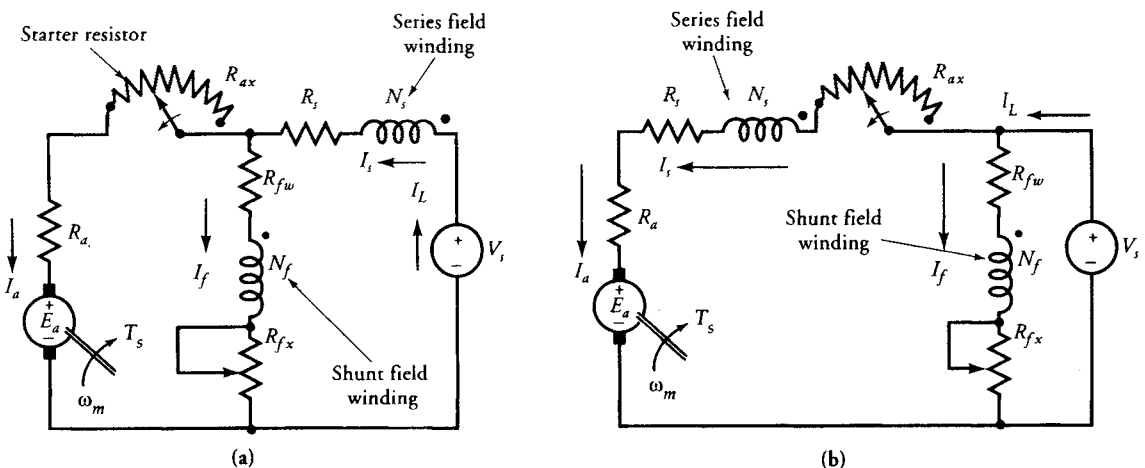 Starter resistor
Series field
winding
R_ax
R_s
N_s
I_s
I_L
R_fw
R_a
I_a
I_f
N_f
+
E_a
−
T_s
ω_m
R_fx
Shunt field
winding
+
−
V_s
(a)
Series field
winding
R_ax
R_s
N_s
I_s
I_L
R_fw
R_a
I_a
Shunt field
winding
I_f
N_f
+
E_a
−
T_s
ω_m
R_fx
+
−
V_s
(b)